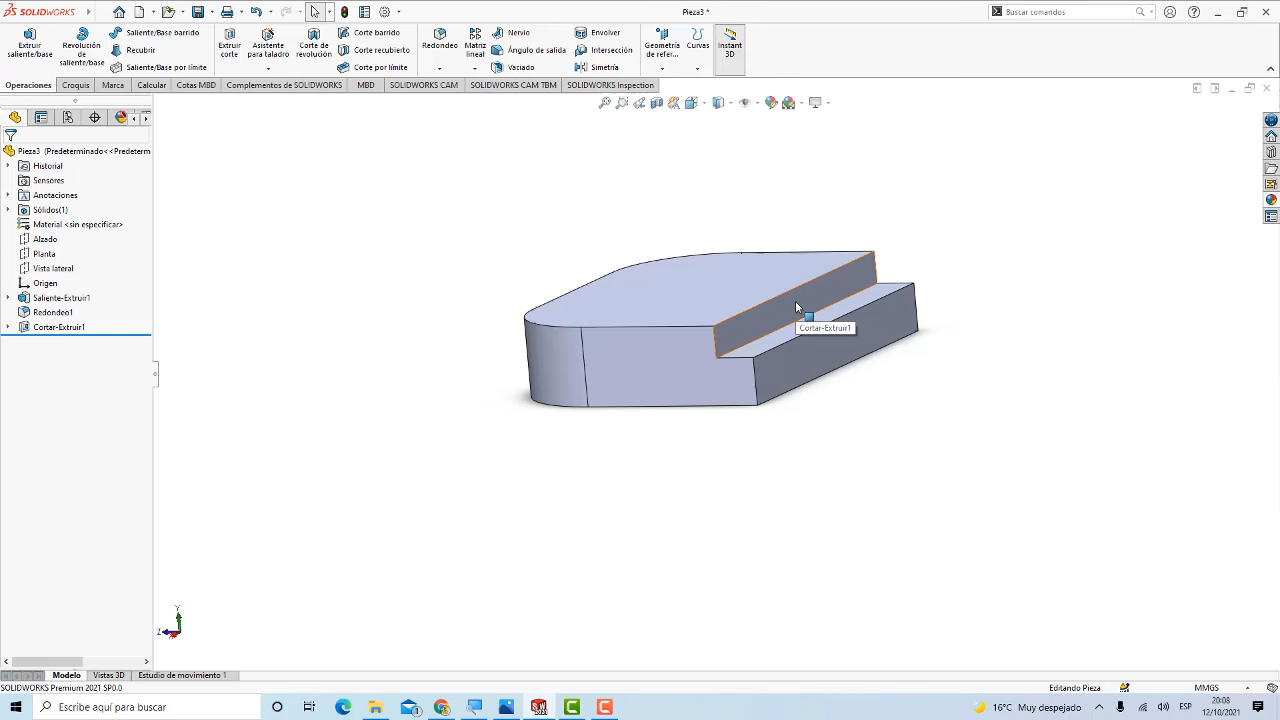 SOLIDWORKS
Pieza3 *
Buscar comandos
Extruir saliente/base
Revolución de saliente/base
Saliente/Base barrido
Recubrir
Saliente/Base por límite
Extruir corte
Asistente para taladro
Corte de revolución
Corte barrido
Corte recubierto
Corte por límite
Redondeo
Matriz lineal
Nervio
Ángulo de salida
Vaciado
Envolver
Intersección
Simetría
Geometría de refer...
Curvas
Instant 3D
Operaciones
Croquis
Marca
Calcular
Cotas MBD
Complementos de SOLIDWORKS
MBD
SOLIDWORKS CAM
SOLIDWORKS CAM TBM
SOLIDWORKS Inspection
Pieza3 (Predeterminado<<Predeterm
Historial
Sensores
Anotaciones
Sólidos(1)
Material <sin especificar>
Alzado
Planta
Vista lateral
Origen
Saliente-Extruir1
Redondeo1
Cortar-Extruir1
Cortar-Extruir1
Y
Z
Modelo
Vistas 3D
Estudio de movimiento 1
SOLIDWORKS Premium 2021 SP0.0
Editando Pieza
MMGS
Escribe aquí para buscar
16°C Muy despejado
ESP
20:08
12/10/2021